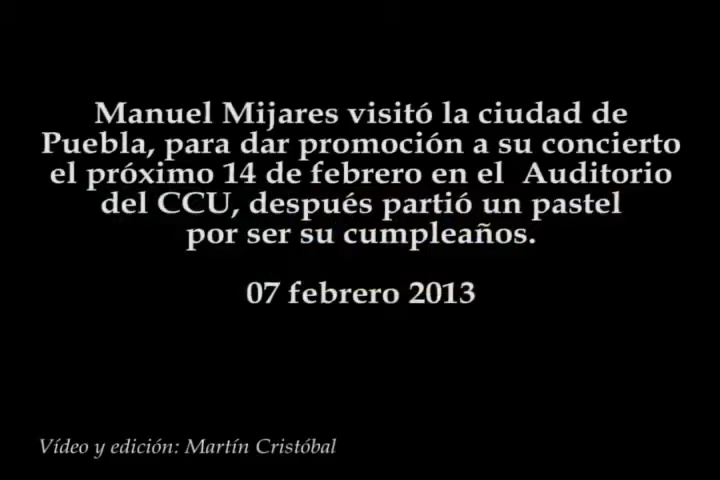 Manuel Mijares visitó la ciudad de
Puebla, para dar promoción a su concierto
el próximo 14 de febrero en el  Auditorio
del CCU, después partió un pastel
por ser su cumpleaños.
07 febrero 2013
Vídeo y edición: Martín Cristóbal